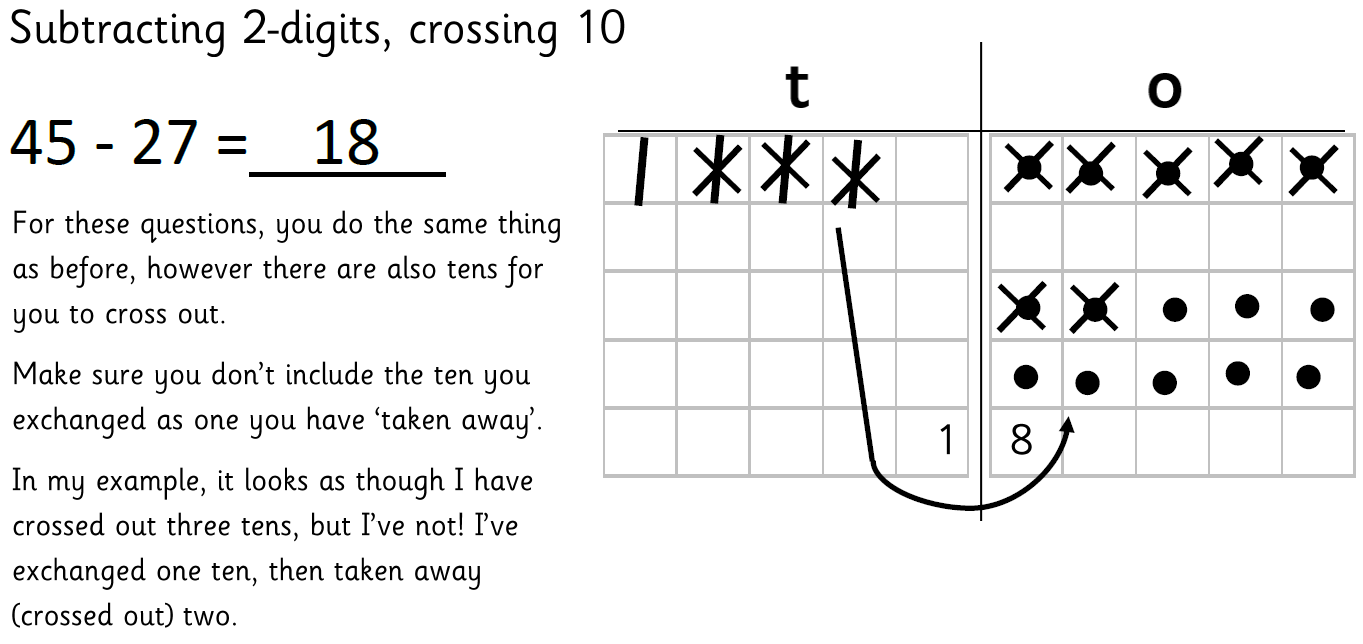 Subtracting 2-digits, crossing 10
t
o
45 - 27 = 18
For these questions, you do the same thing
as before, however there are also tens for
you to cross out.
Make sure you don’t include the ten you
exchanged as one you have ‘taken away’.
In my example, it looks as though I have
crossed out three tens, but I’ve not! I’ve
exchanged one ten, then taken away
(crossed out) two.
1 8